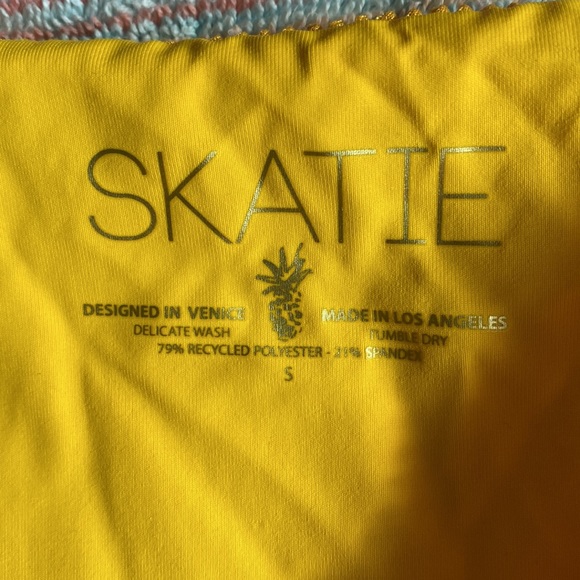 SKATIE
DESIGNED IN VENICE MADE IN LOS ANGELES
DELICATE WASH TUMBLE DRY
79% RECYCLED POLYESTER - 21% SPANDEX
S